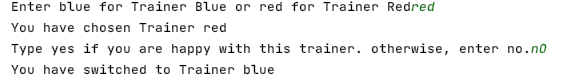 Enter blue for Trainer Blue or red for Trainer Redred
You have chosen Trainer red
Type yes if you are happy with this trainer. otherwise, enter no.nO
You have switched to Trainer blue